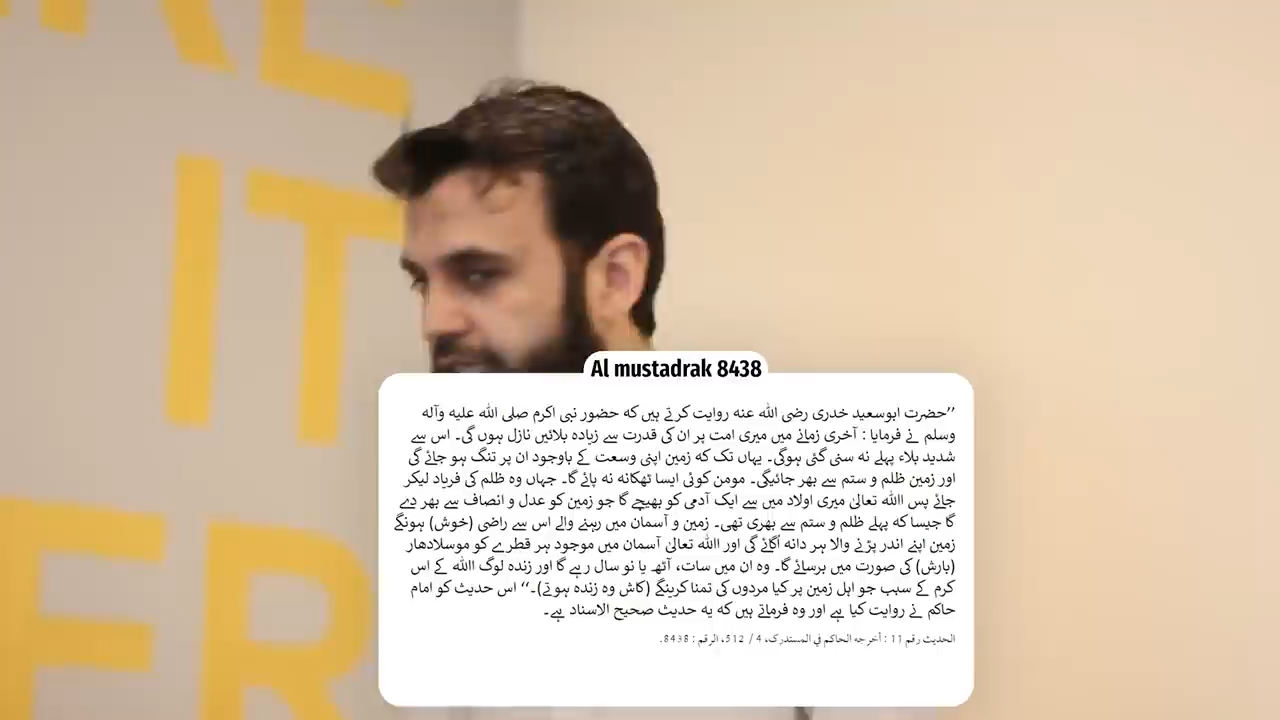 RE
IT
ER
Al mustadrak 8438
’’حضرت ابوسعید خدری رضی اللہ عنہ روایت کرتے ہیں کہ حضور نبی اکرم صلی اللہ علیہ وآلہ
وسلم نے فرمایا : آخری زمانے میں میری امت پر ان کی قدرت سے زیادہ بلائیں نازل ہوں گی۔ اس سے
شدید بلاء پہلے نہ سنی گئی ہوگی۔ یہاں تک کہ زمین اپنی وسعت کے باوجود ان پر تنگ ہو جائے گی
اور زمین ظلم و ستم سے بھر جائیگی۔ مومن کوئی ایسا ٹھکانہ نہ پائے گا۔ جہاں وہ ظلم کی فریاد لیکر
جائے پس اﷲ تعالیٰ میری اولاد میں سے ایک آدمی کو بھیجے گا جو زمین کو عدل و انصاف سے بھر دے
گا جیسا کہ پہلے ظلم و ستم سے بھری تھی۔ زمین و آسمان میں رہنے والے اس سے راضی (خوش) ہونگے
زمین اپنے اندر پڑنے والا ہر دانہ اُگائے گی اور اﷲ تعالیٰ آسمان میں موجود ہر قطرے کو موسلادھار
(بارش) کی صورت میں برسائے گا۔ وہ ان میں سات، آٹھ یا نو سال رہے گا اور زندہ لوگ اﷲ کے اس
کرم کے سبب جو اہل زمین پر کیا مردوں کی تمنا کرینگے (کاش وہ زندہ ہوتے)۔‘‘ اس حدیث کو امام
حاکم نے روایت کیا ہے اور وہ فرماتے ہیں کہ یہ حدیث صحیح الاسناد ہے۔
الحديث رقم 11 : أخرجه الحاکم في المستدرک، 4 / 512، الرقم : 8438.